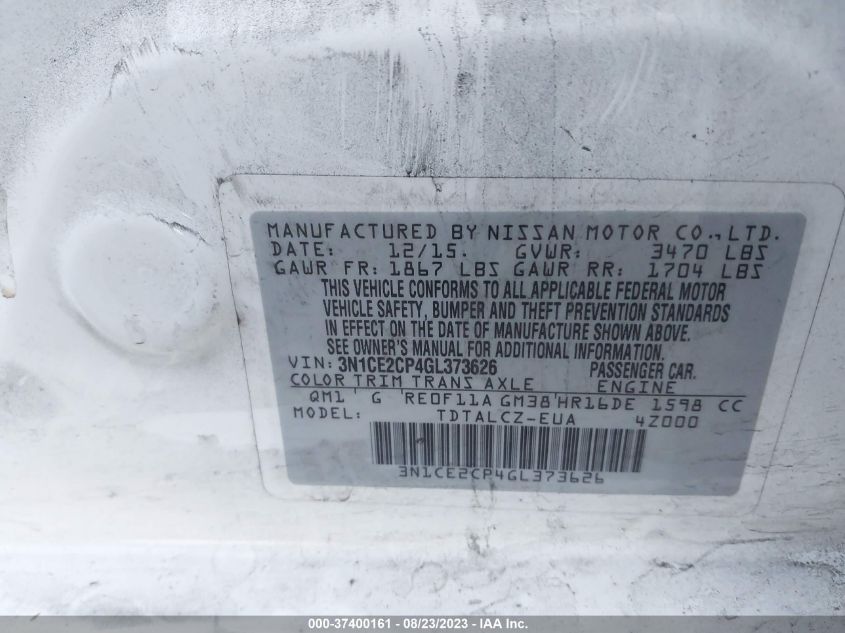 MANUFACTURED BY NISSAN MOTOR CO.,LTD.
DATE: 12/15. GVWR: 3470 LBS
GAWR FR: 1867 LBS GAWR RR: 1704 LBS
THIS VEHICLE CONFORMS TO ALL APPLICABLE FEDERAL MOTOR
VEHICLE SAFETY, BUMPER AND THEFT PREVENTION STANDARDS
IN EFFECT ON THE DATE OF MANUFACTURE SHOWN ABOVE.
SEE OWNER'S MANUAL FOR ADDITIONAL INFORMATION.
VIN: 3N1CE2CP4GL373626 PASSENGER CAR.
COLOR TRIM TRANS AXLE ENGINE
QM1 G RE0F11A GM38 HR16DE 1598 CC
MODEL: TDTALCZ-EUA 4Z000
3N1CE2CP4GL373626
000-37400161 - 08/23/2023 - IAA Inc.